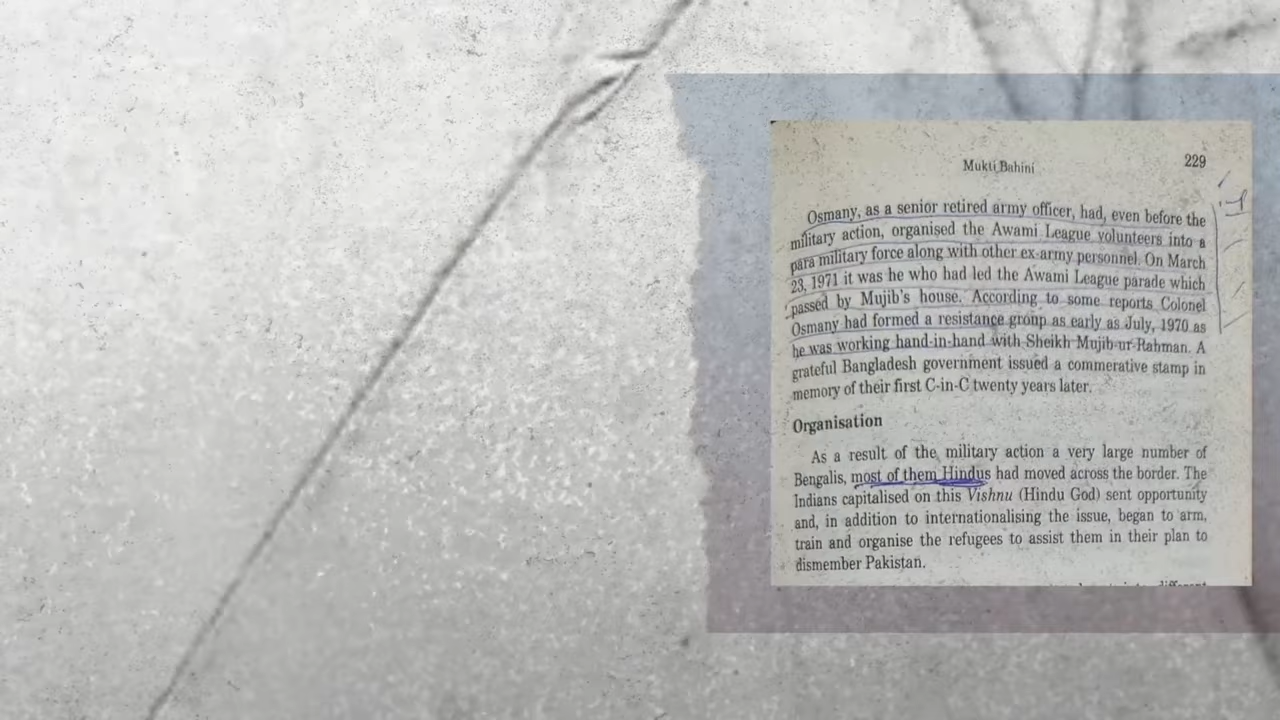 Mukti Bahini
229
Osmany, as a senior retired army officer, had, even before the
military action, organised the Awami League volunteers into a
para military force along with other ex-army personnel. On March
23, 1971 it was he who had led the Awami League parade which
passed by Mujib's house. According to some reports Colonel
Osmany had formed a resistance group as early as July, 1970 as
he was working hand-in-hand with Sheikh Mujib-ur-Rahman. A
grateful Bangladesh government issued a commerative stamp in
memory of their first C-in-C twenty years later.
Organisation
As a result of the military action a very large number of
Bengalis, most of them Hindus had moved across the border. The
Indians capitalised on this Vishnu (Hindu God) sent opportunity
and, in addition to internationalising the issue, began to arm,
train and organise the refugees to assist them in their plan to
dismember Pakistan.